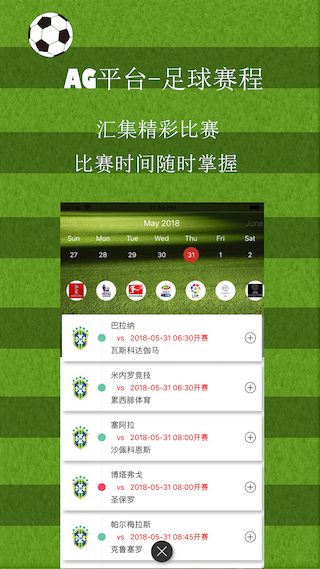 AG平台-足球赛程
汇集精彩比赛
比赛时间随时掌握
May 2018
June
Sun Mon Tue Wed Thu Fri Sat
27 28 29 30 31 1 2
巴拉纳
vs 2018-05-31 06:30开赛
瓦斯科达伽马
米内罗竞技
vs 2018-05-31 06:30开赛
累西腓体育
塞阿拉
vs 2018-05-31 08:00开赛
沙佩科恩斯
博塔弗戈
vs 2018-05-31 08:00开赛
圣保罗
帕尔梅拉斯
vs 2018-05-31 08:45开赛
克鲁塞罗